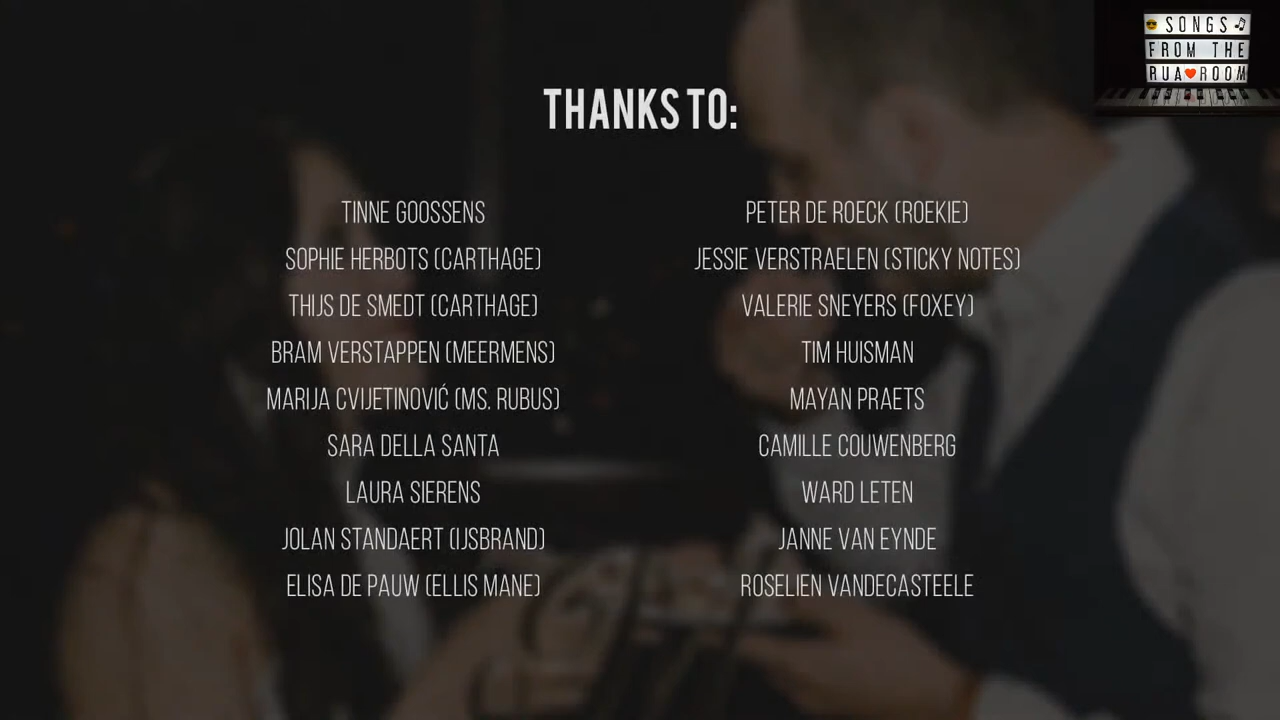 SONGS
FROM THE
RUA❤ROOM
THANKS TO:
TINNE GOOSSENS
SOPHIE HERBOTS (CARTHAGE)
THIJS DE SMEDT (CARTHAGE)
BRAM VERSTAPPEN (MEERMENS)
MARIJA CVIJETINOVIĆ (MS. RUBUS)
SARA DELLA SANTA
LAURA SIERENS
JOLAN STANDAERT (IJSBRAND)
ELISA DE PAUW (ELLIS MANE)
PETER DE ROECK (ROEKIE)
JESSIE VERSTRAELEN (STICKY NOTES)
VALERIE SNEYERS (FOXEY)
TIM HUISMAN
MAYAN PRAETS
CAMILLE COUWENBERG
WARD LETEN
JANNE VAN EYNDE
ROSELIEN VANDECASTEELE